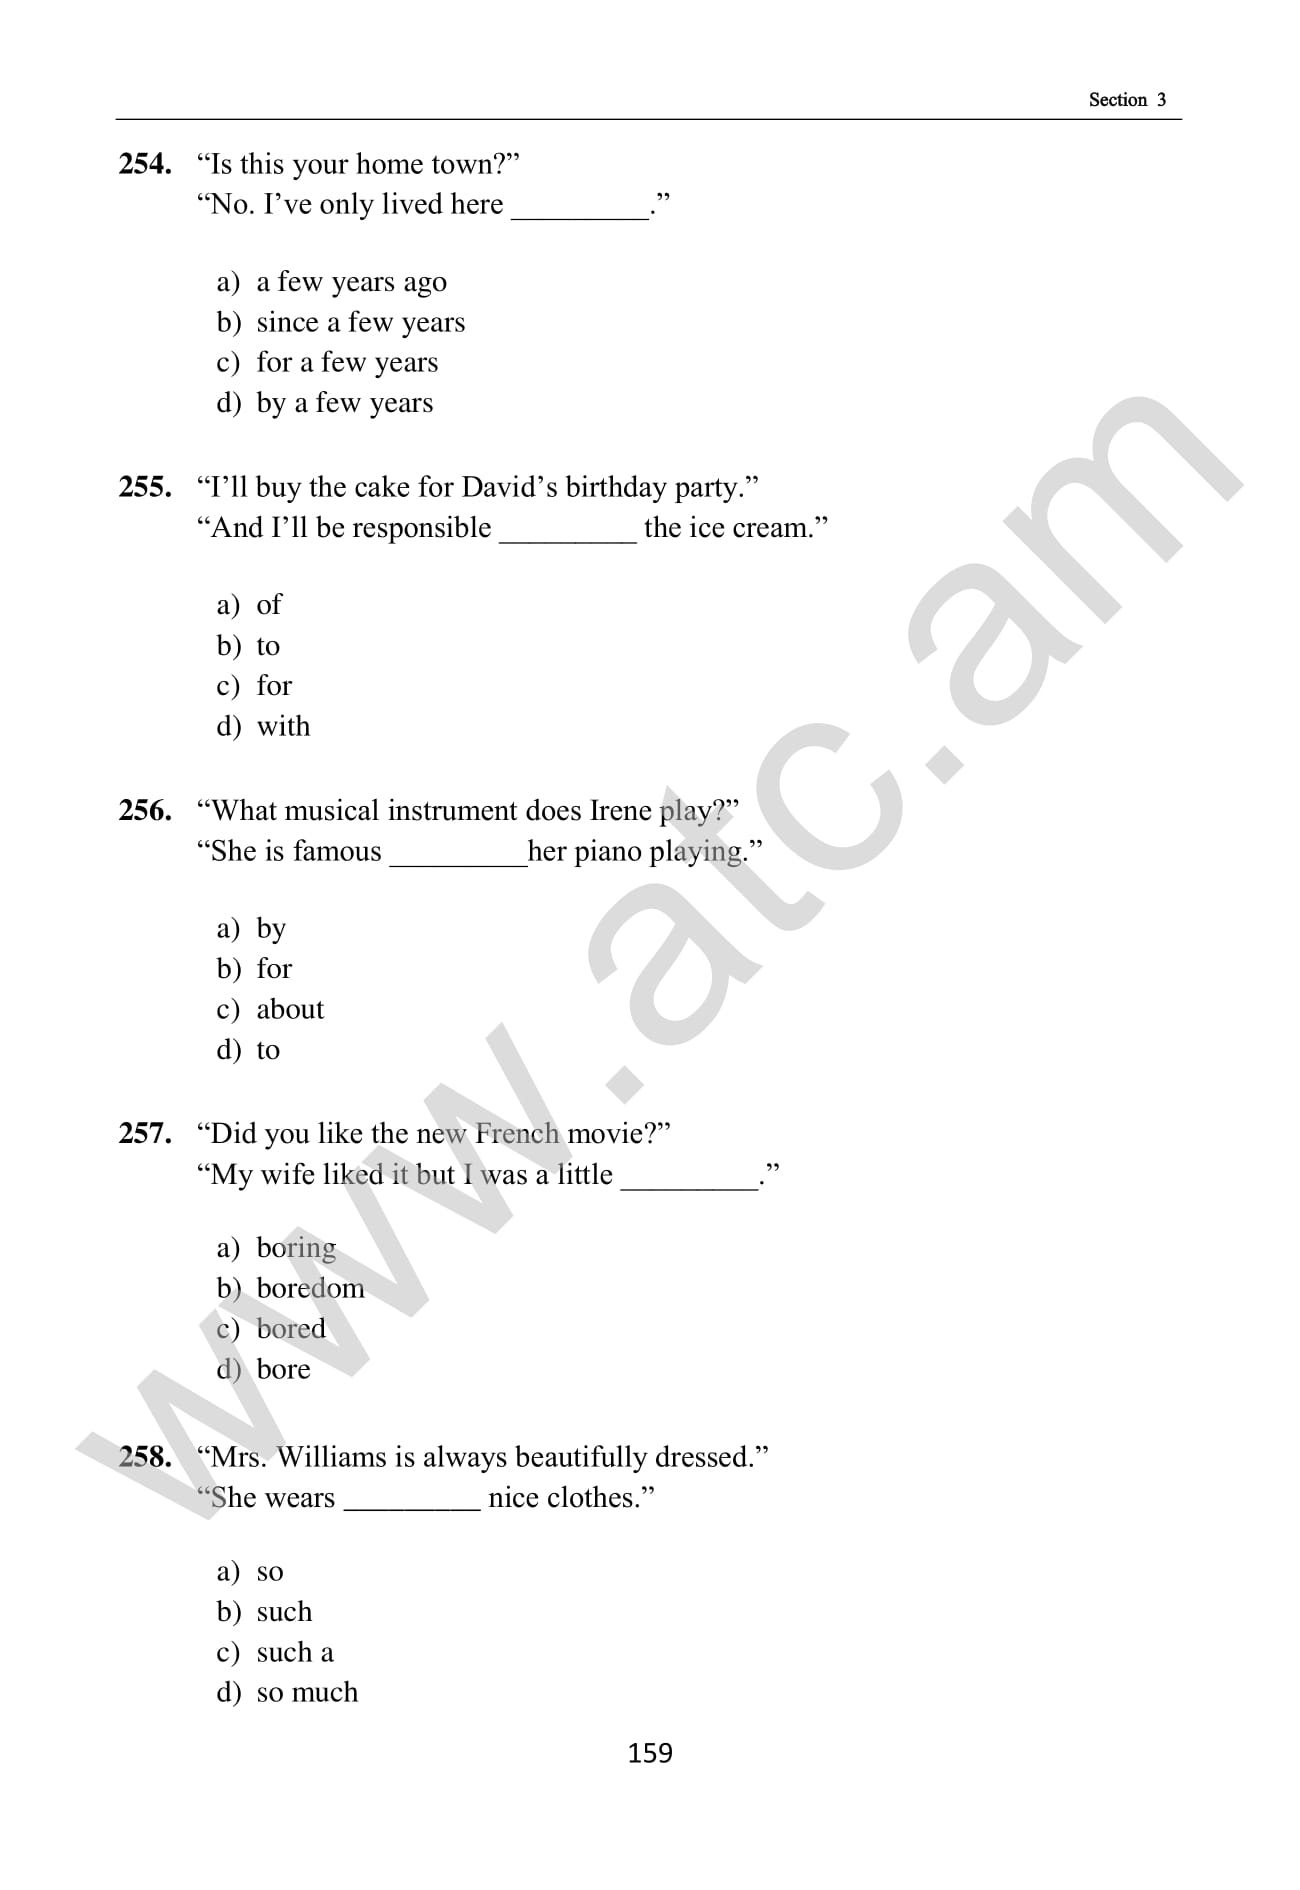 Section 3
254. “Is this your home town?”
“No. I’ve only lived here _________.”
a) a few years ago
b) since a few years
c) for a few years
d) by a few years
255. “I’ll buy the cake for David’s birthday party.”
“And I’ll be responsible _________ the ice cream.”
a) of
b) to
c) for
d) with
256. “What musical instrument does Irene play?”
“She is famous _________her piano playing.”
a) by
b) for
c) about
d) to
257. “Did you like the new French movie?”
“My wife liked it but I was a little _________.”
a) boring
b) boredom
c) bored
d) bore
258. “Mrs. Williams is always beautifully dressed.”
“She wears _________ nice clothes.”
a) so
b) such
c) such a
d) so much
159
www.atc.am